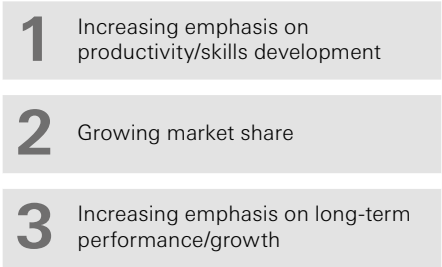 1
Increasing emphasis on
productivity/skills development
2
Growing market share
3
Increasing emphasis on long-term
performance/growth